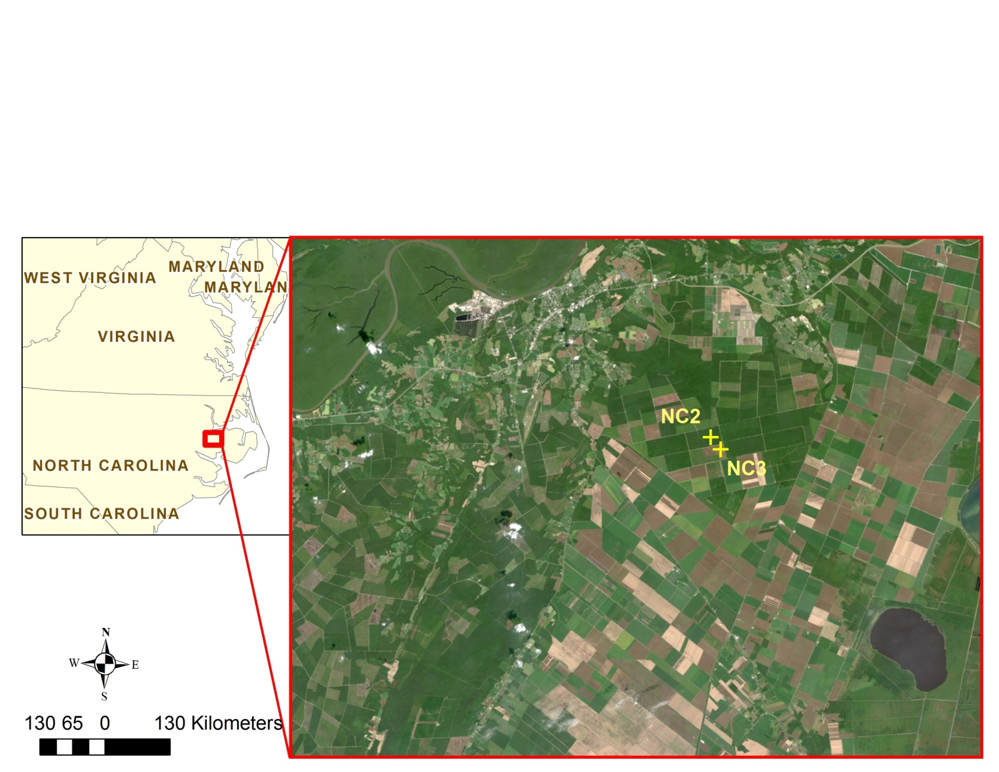 MARYLAND
WEST VIRGINIA
MARYLAN
VIRGINIA
NC2
NORTH CAROLINA
NC3
SOUTH CAROLINA
N
W E
S
130 65 0 130 Kilometers